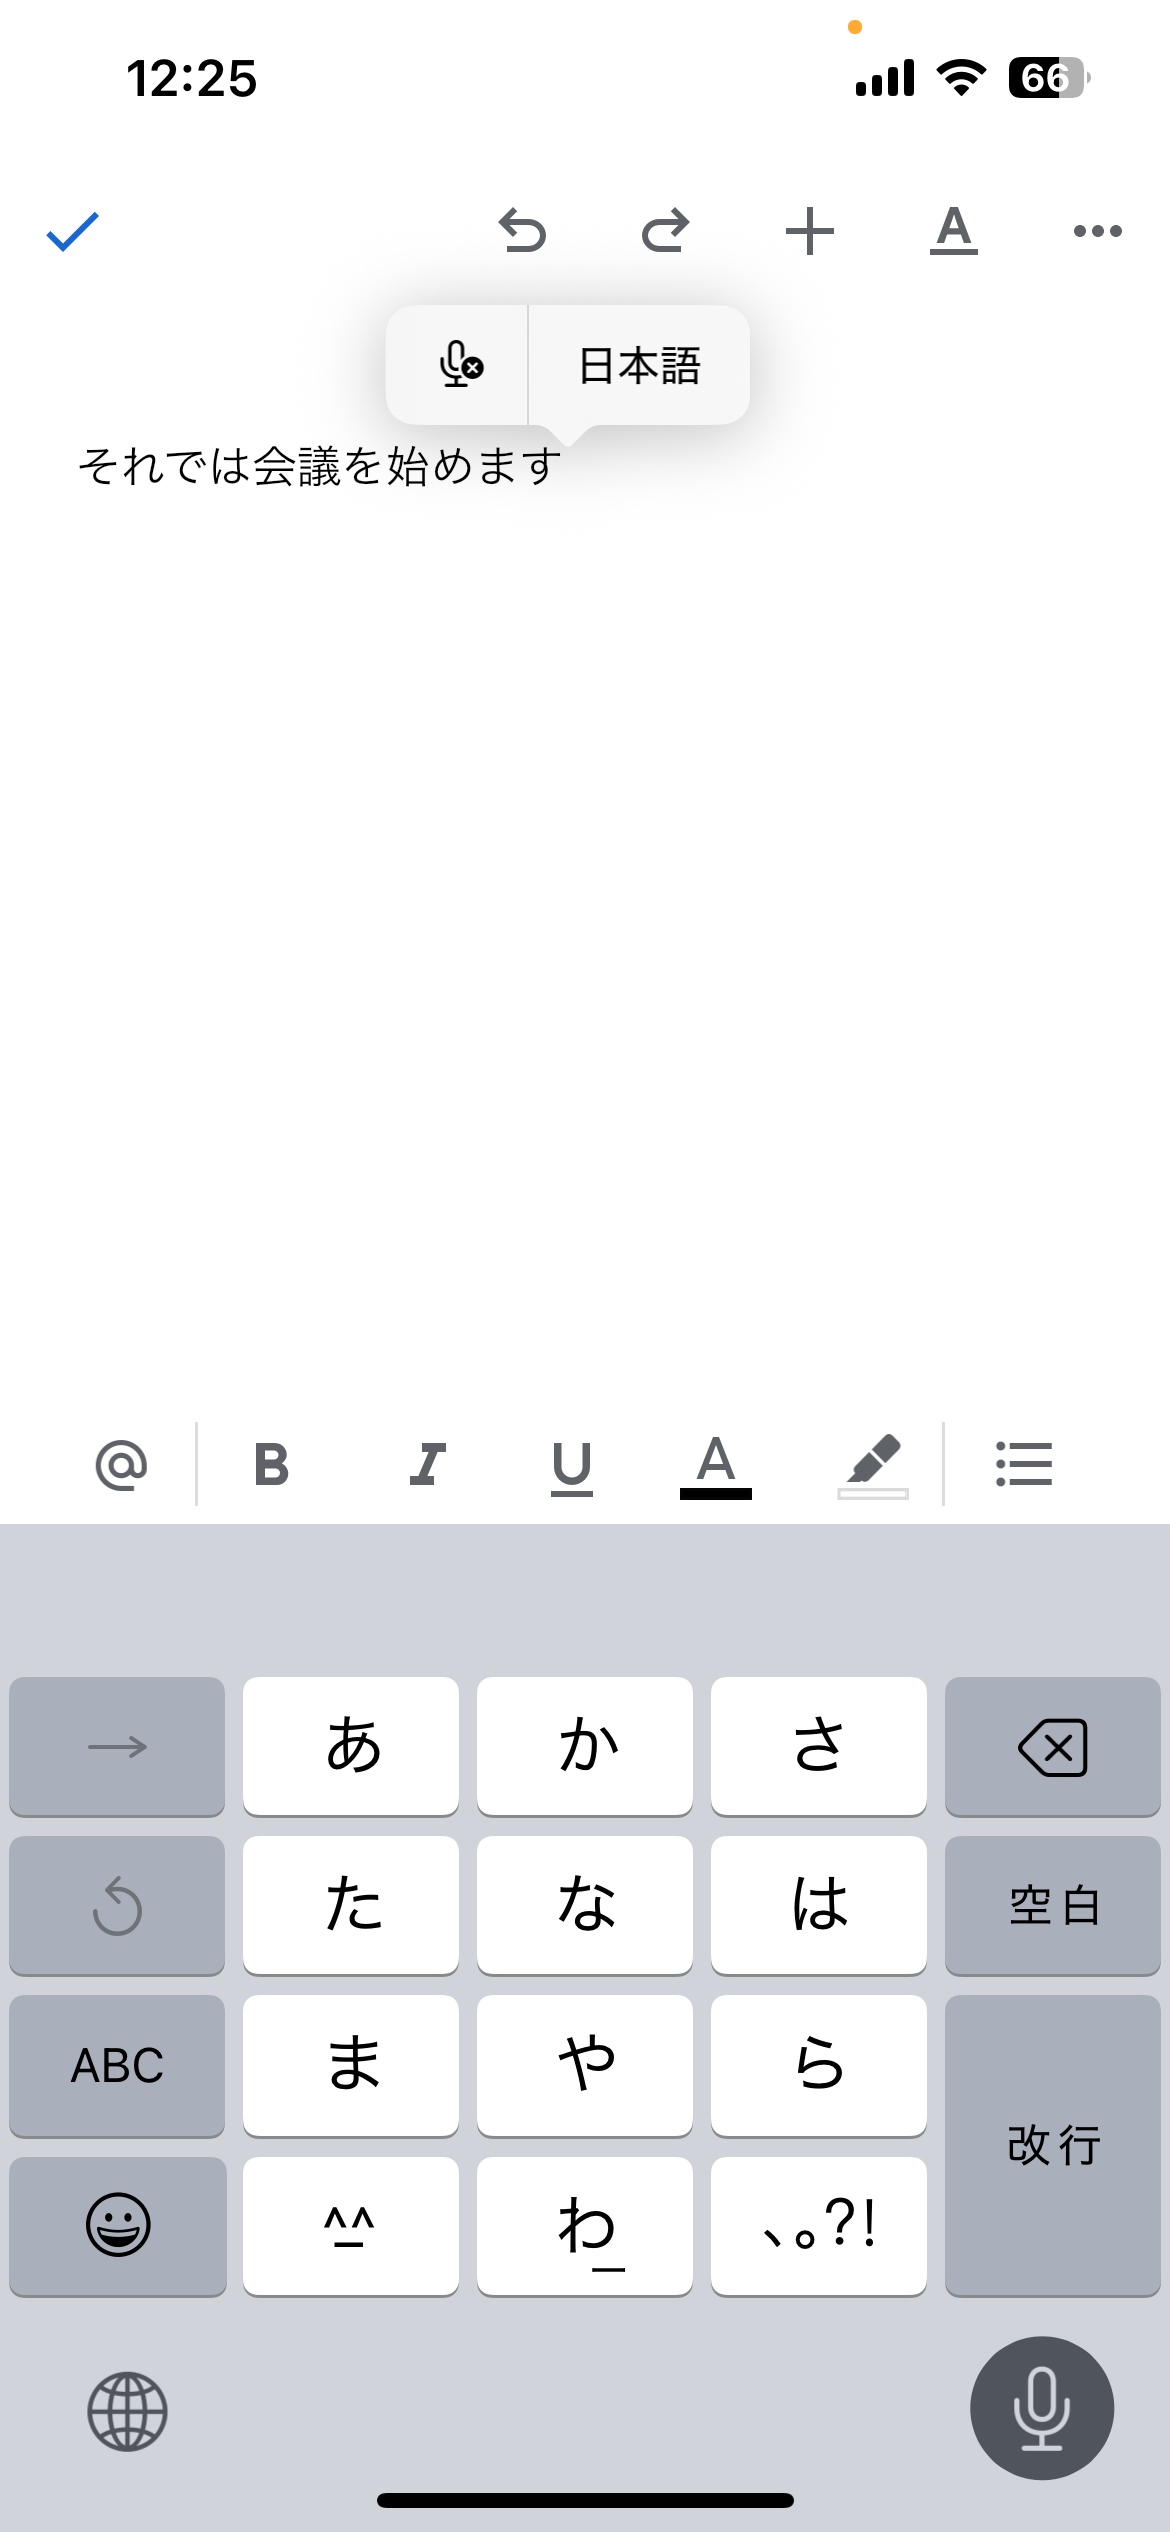 12:25
66
A
日本語
それでは会議を始めます
@ B I U A
→ あ か さ
た な は 空白
ABC ま や ら
改行
^_^ わ_ 、。?!